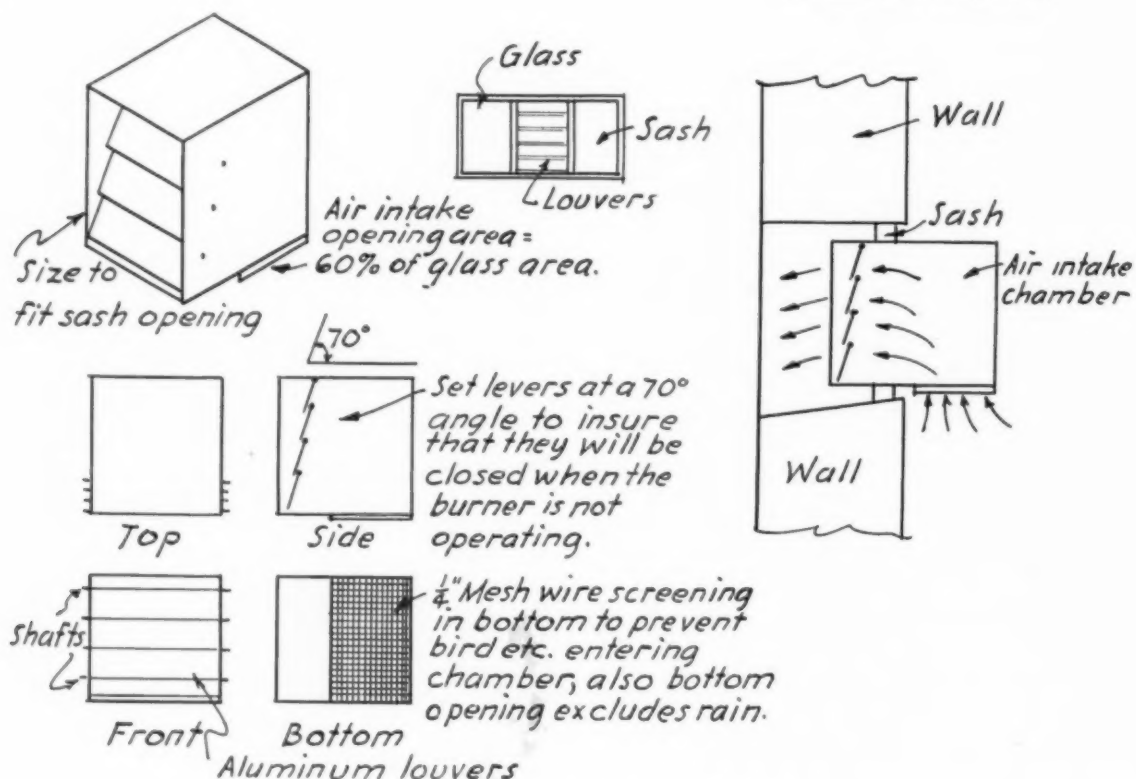 Glass
Sash
Louvers
Air intake
opening area =
60% of glass area.
Size to
fit sash opening
Wall
Sash
Air intake
chamber
Wall
70°
Set levers at a 70°
angle to insure
that they will be
closed when the
burner is not
operating.
Top
Side
Shafts
1/4" Mesh wire screening
in bottom to prevent
bird etc. entering
chamber, also bottom
opening excludes rain.
Front
Bottom
Aluminum louvers